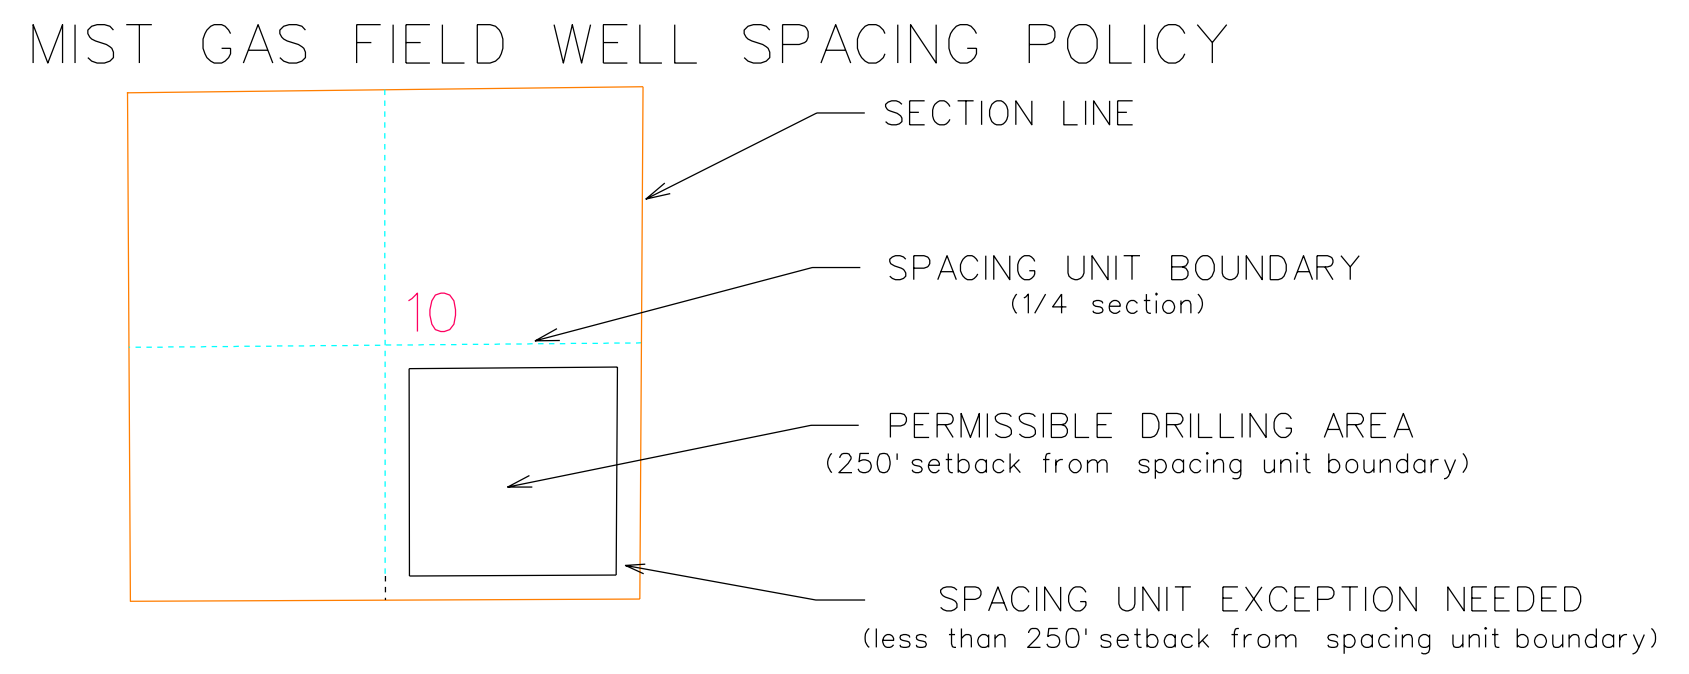 MIST GAS FIELD WELL SPACING POLICY
SECTION LINE
SPACING UNIT BOUNDARY
(1/4 section)
10
PERMISSIBLE DRILLING AREA
(250' setback from spacing unit boundary)
SPACING UNIT EXCEPTION NEEDED
(less than 250' setback from spacing unit boundary)